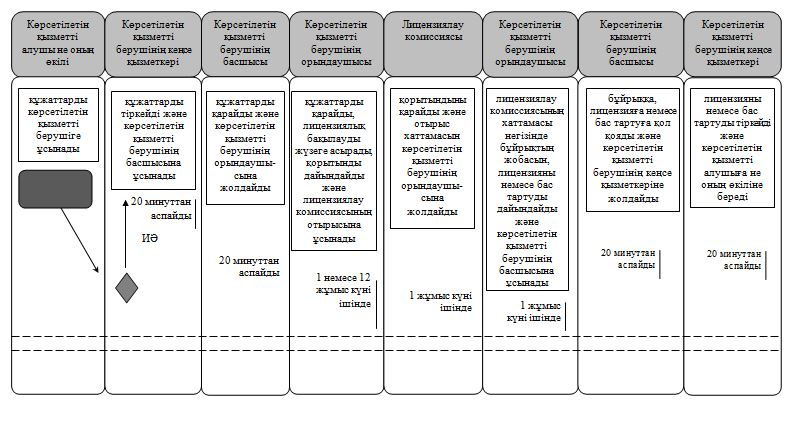 Көрсетілетін
қызметті
алушы не оның
өкілі
Көрсетілетін
қызметті
берушінің кеңсе
қызметкері
Көрсетілетін
қызметті
берушінің
басшысы
Көрсетілетін
қызметті
берушінің
орындаушысы
Лицензиялау
комиссиясы
Көрсетілетін
қызметті
берушінің
орындаушысы
Көрсетілетін
қызметті
берушінің
басшысы
Көрсетілетін
қызметті
берушінің кеңсе
қызметкері
құжаттарды
көрсетілетін
қызметті
берушіге
ұсынады
құжаттарды
тіркейді және
көрсетілетін
қызметті
берушінің
басшысына
ұсынады
20 минуттан
аспайды
ИӘ
құжаттарды
қарайды және
көрсетілетін
қызметті
берушінің
орындаушы-
сына
жолдайды
20 минуттан
аспайды
құжаттарды
қарайды,
лицензиялық
бақылауды
жүзеге асырады,
қорытынды
дайындайды
және
лицензиялау
комиссиясының
отырысына
ұсынады
1 немесе 12
жұмыс күні
ішінде
қорытындыны
қарайды және
отырыс
хаттамасын
көрсетілетін
қызметті
берушінің
орындаушы-
сына
жолдайды
1 жұмыс күні
ішінде
лицензиялау
комиссиясының
хаттамасы
негізінде
бұйрықтың
жобасын,
лицензияны
немесе бас
тартуды
дайындайды
және
көрсетілетін
қызметті
берушінің
басшысына
ұсынады
1 жұмыс
күні ішінде
бұйрыққа,
лицензияға немесе
бас тартуға қол
қояды және
көрсетілетін
қызметті
берушінің кеңсе
қызметкеріне
жолдайды
20 минуттан
аспайды
лицензияны
немесе бас
тартуды тіркейді
және
көрсетілетін
қызметті
алушыға не
оның өкіліне
береді
20 минуттан
аспайды